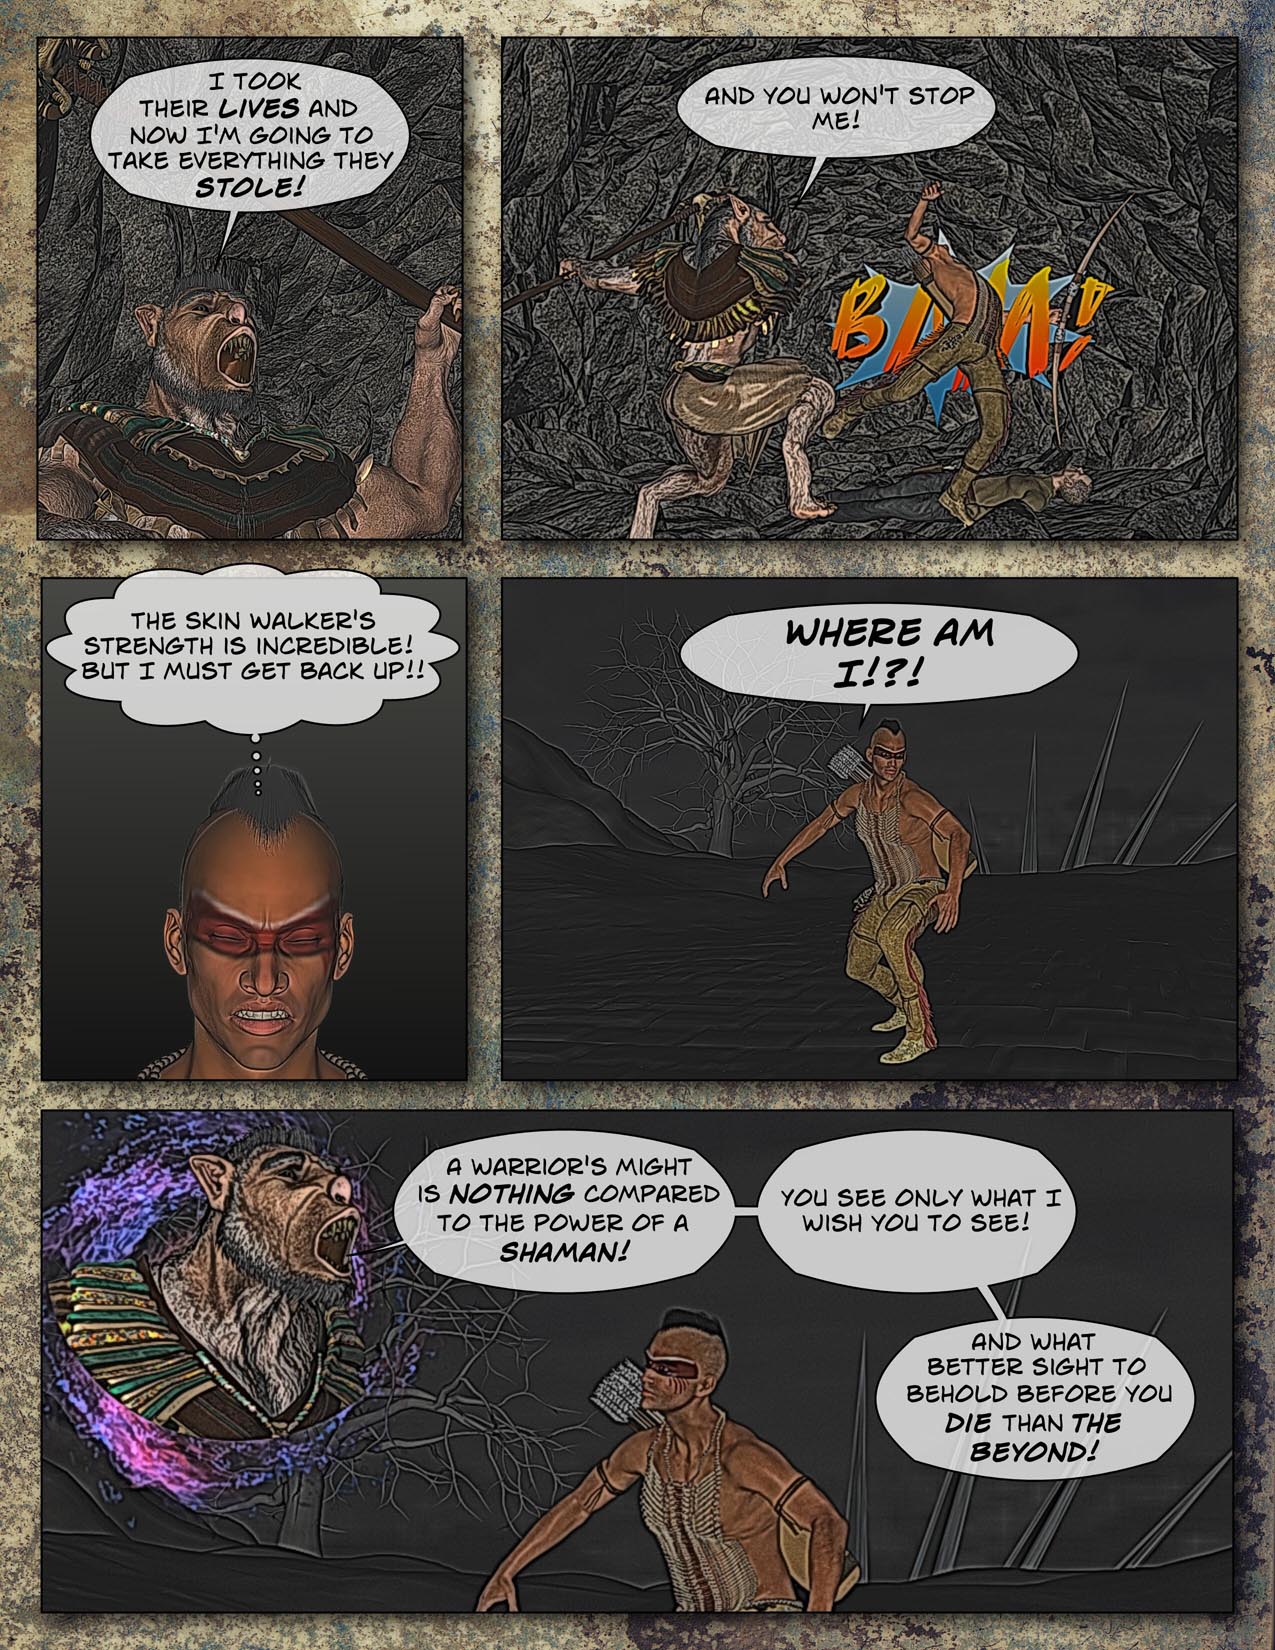 I TOOK
THEIR LIVES AND
NOW I'M GOING TO
TAKE EVERYTHING THEY
STOLE!
AND YOU WON'T STOP
ME!
BAM!
THE SKIN WALKER'S
STRENGTH IS INCREDIBLE!
BUT I MUST GET BACK UP!!
WHERE AM
I!?!
A WARRIOR'S MIGHT
IS NOTHING COMPARED
TO THE POWER OF A
SHAMAN!
YOU SEE ONLY WHAT I
WISH YOU TO SEE!
AND WHAT
BETTER SIGHT TO
BEHOLD BEFORE YOU
DIE THAN THE
BEYOND!